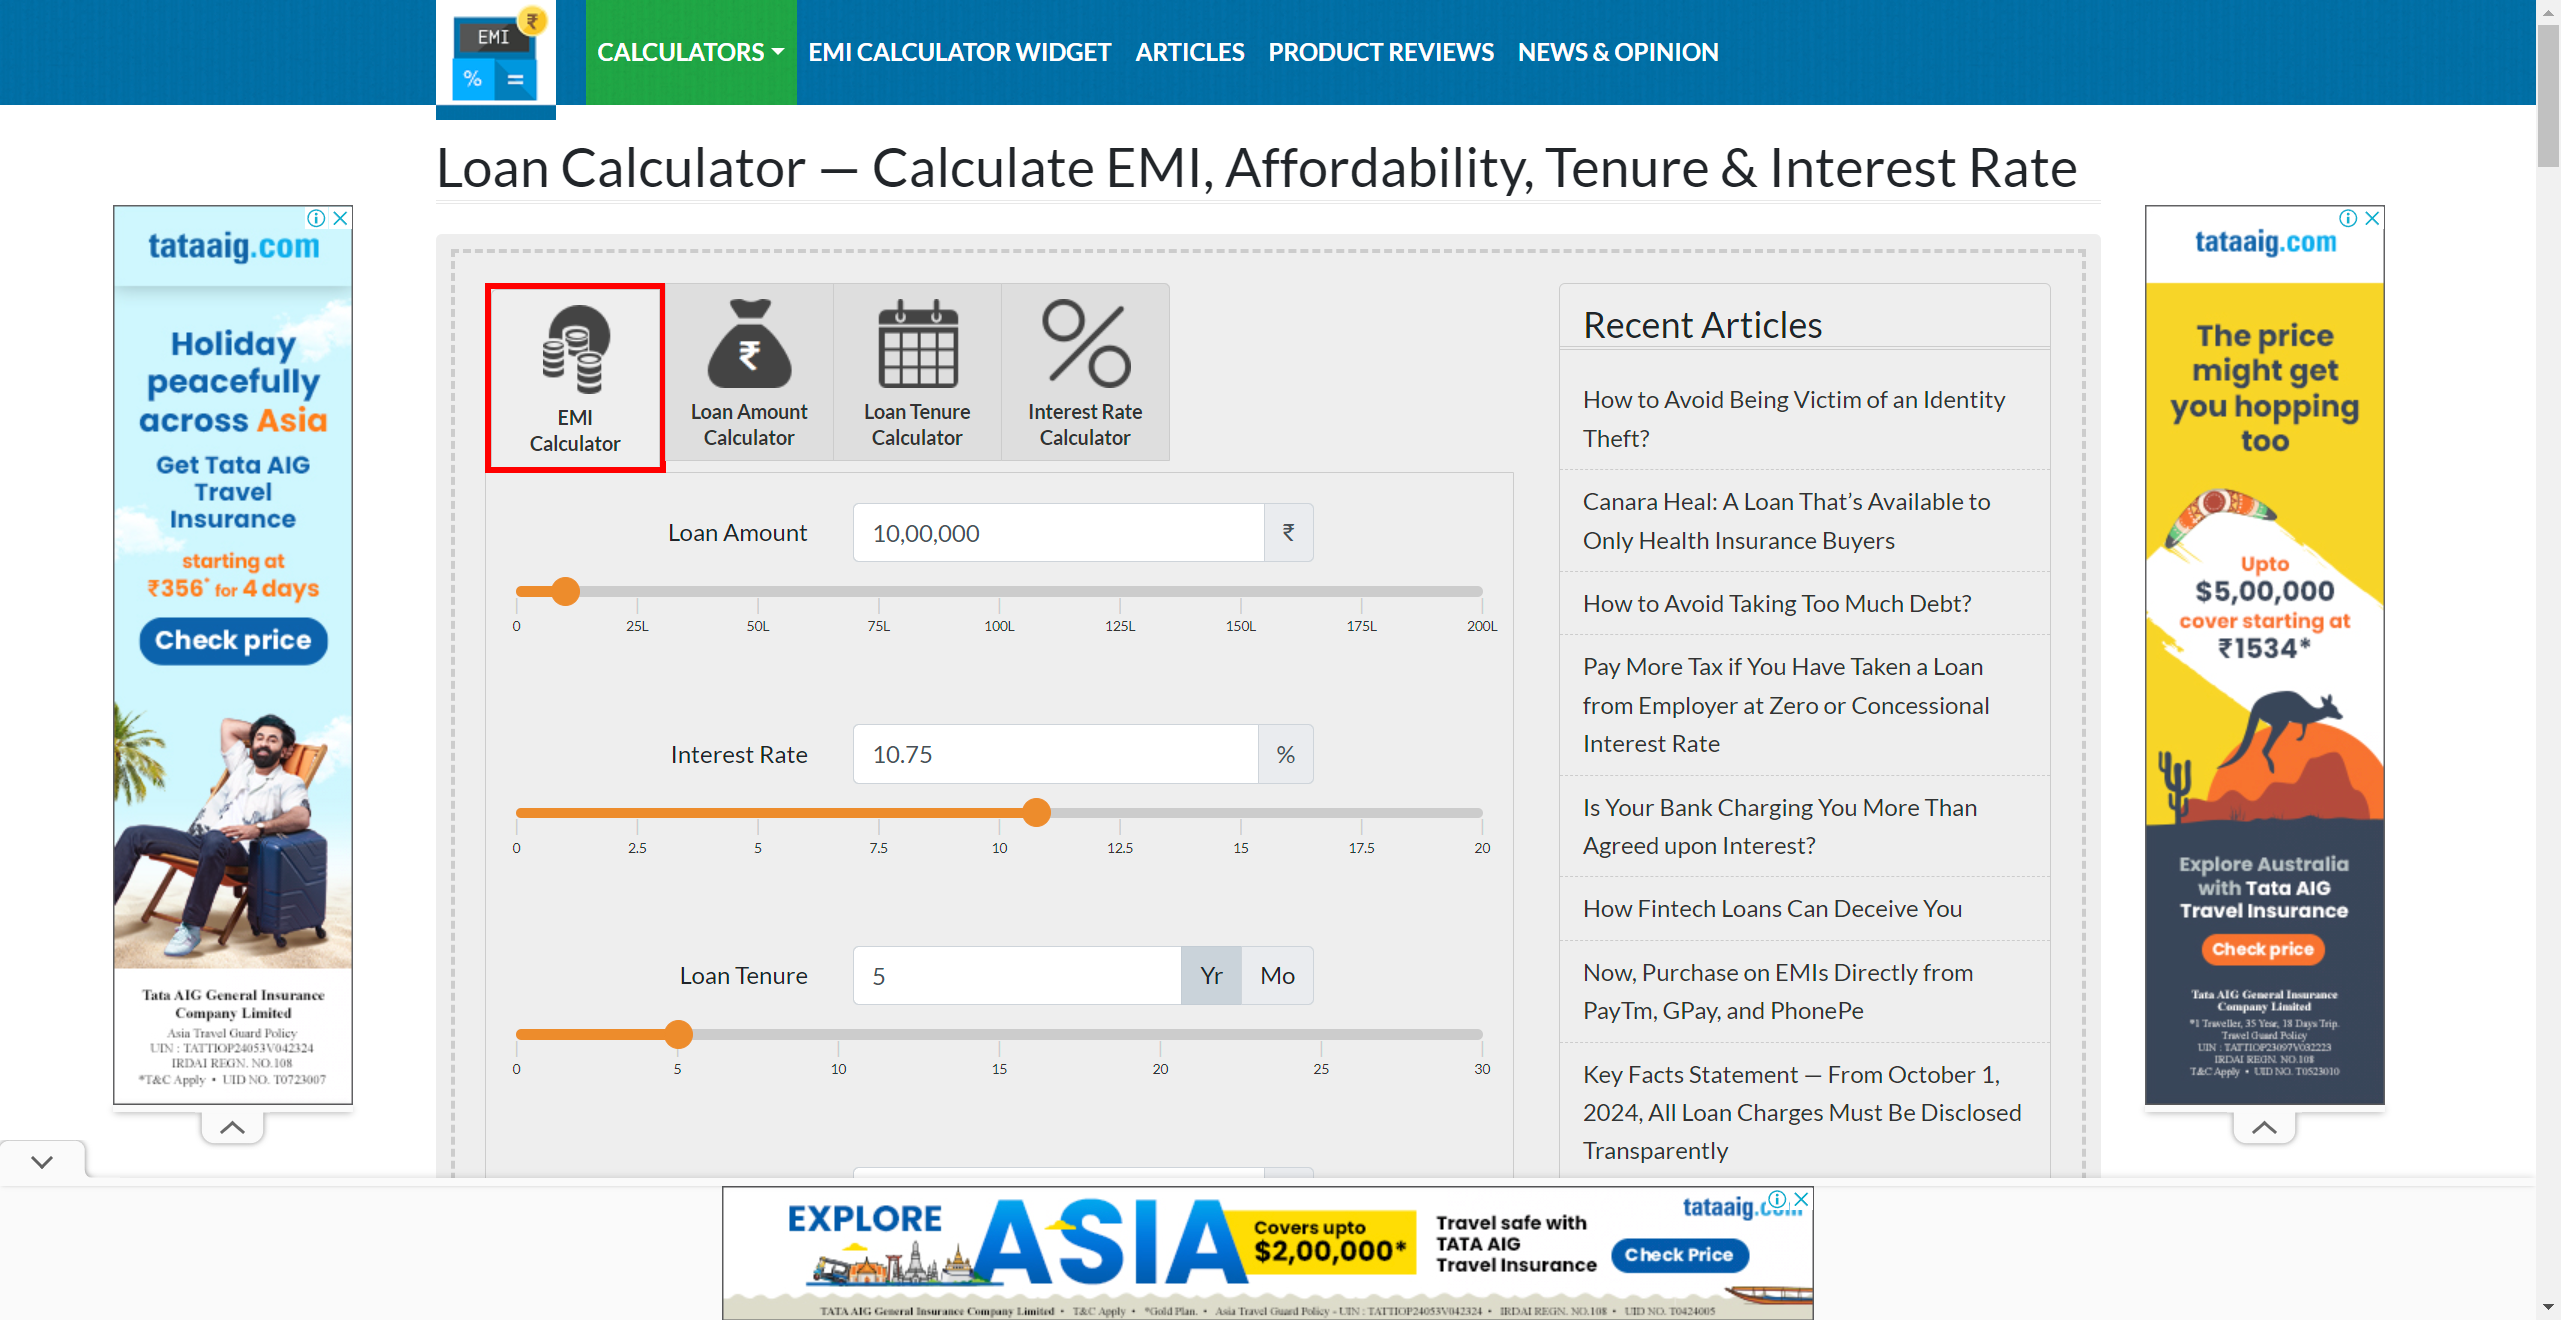 EMI
₹
%
=
CALCULATORS
EMI CALCULATOR WIDGET
ARTICLES
PRODUCT REVIEWS
NEWS & OPINION
Loan Calculator — Calculate EMI, Affordability, Tenure & Interest Rate
tataaig.com
Holiday
peacefully
across Asia
Get Tata AIG
Travel
Insurance
starting at
₹356* for 4 days
Check price
Tata AIG General Insurance
Company Limited
Asia Travel Guard Policy
UIN : TATTIOP24053V042324
IRDAI REGN. NO.108
*T&C Apply • UID NO. T0723007
EMI
Calculator
Loan Amount
Calculator
Loan Tenure
Calculator
Interest Rate
Calculator
Loan Amount
10,00,000
₹
0 25L 50L 75L 100L 125L 150L 175L 200L
Interest Rate
10.75
%
0 2.5 5 7.5 10 12.5 15 17.5 20
Loan Tenure
5
Yr
Mo
0 5 10 15 20 25 30
Recent Articles
How to Avoid Being Victim of an Identity
Theft?
Canara Heal: A Loan That's Available to
Only Health Insurance Buyers
How to Avoid Taking Too Much Debt?
Pay More Tax if You Have Taken a Loan
from Employer at Zero or Concessional
Interest Rate
Is Your Bank Charging You More Than
Agreed upon Interest?
How Fintech Loans Can Deceive You
Now, Purchase on EMIs Directly from
PayTm, GPay, and PhonePe
Key Facts Statement — From October 1,
2024, All Loan Charges Must Be Disclosed
Transparently
tataaig.com
The price
might get
you hopping
too
Upto
$5,00,000
cover starting at
₹1534*
Explore Australia
with Tata AIG
Travel Insurance
Check price
Tata AIG General Insurance
Company Limited
*1 Traveller, 35 Year, 18 Days Trip.
Travel Guard Policy
UIN : TATTIOP23097V032223
IRDAI REGN. NO.108
T&C Apply • UID NO. T0523010
EXPLORE
ASIA
Covers upto
$2,00,000*
Travel safe with
TATA AIG
Travel Insurance
tataaig.com
Check Price
TATA AIG General Insurance Company Limited • T&C Apply • *Gold Plan. • Asia Travel Guard Policy - UIN : TATTIOP24053V042324 • IRDAI REGN. NO.108 • UID NO. T0424005